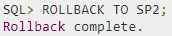 SQL> ROLLBACK TO SP2;
Rollback complete.